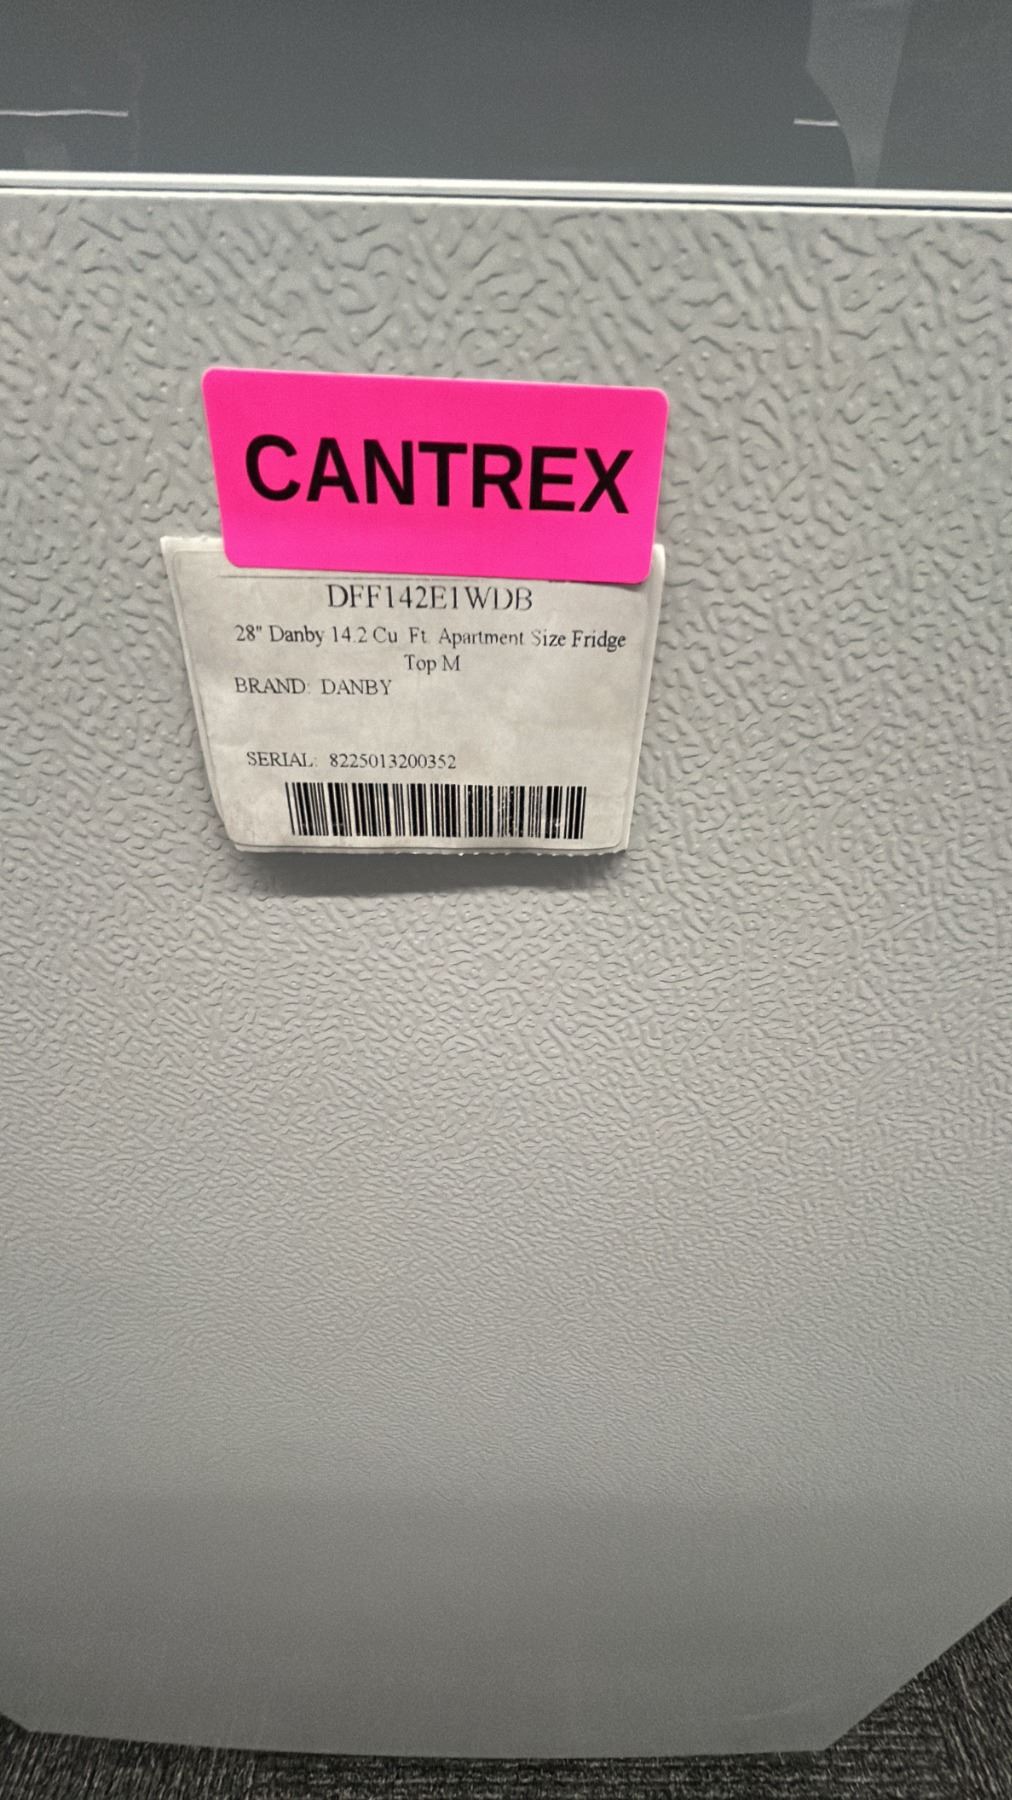 CANTREX
DFF142E1WDB
28" Danby 14.2 Cu. Ft. Apartment Size Fridge
Top M
BRAND: DANBY
SERIAL: 8225013200352